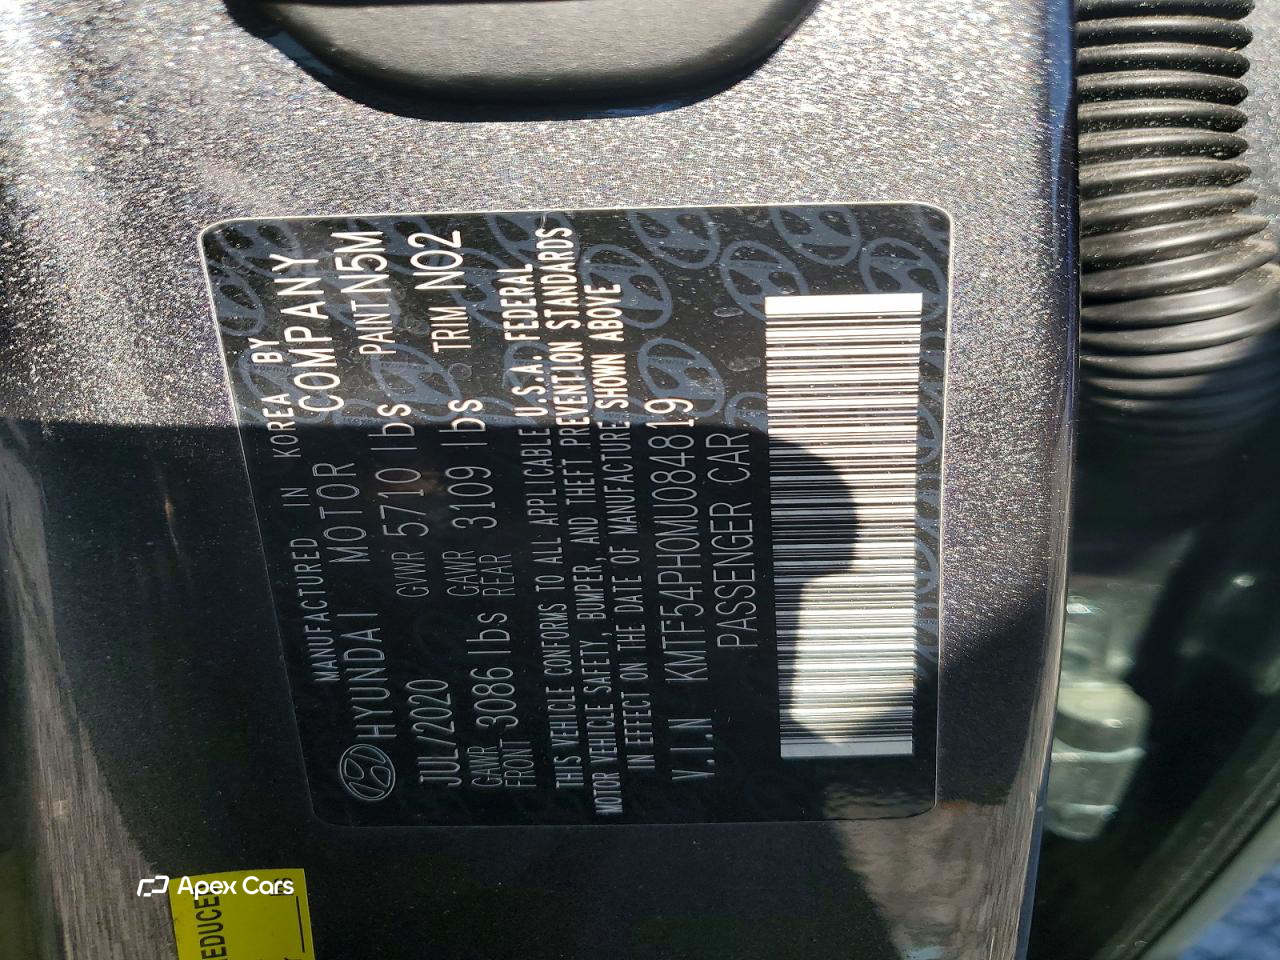 MANUFACTURED IN KOREA BY
HYUNDAI MOTOR COMPANY
JUL/2020 GVWR 5710 lbs PAINT N5M
GAWR FRONT 3086 lbs GAWR REAR 3109 lbs TRIM NO2
THIS VEHICLE CONFORMS TO ALL APPLICABLE U.S.A. FEDERAL
MOTOR VEHICLE SAFETY, BUMPER, AND THEFT PREVENTION STANDARDS
IN EFFECT ON THE DATE OF MANUFACTURE SHOWN ABOVE
V.I.N KMTF54PH0MU084819
PASSENGER CAR
Apex Cars